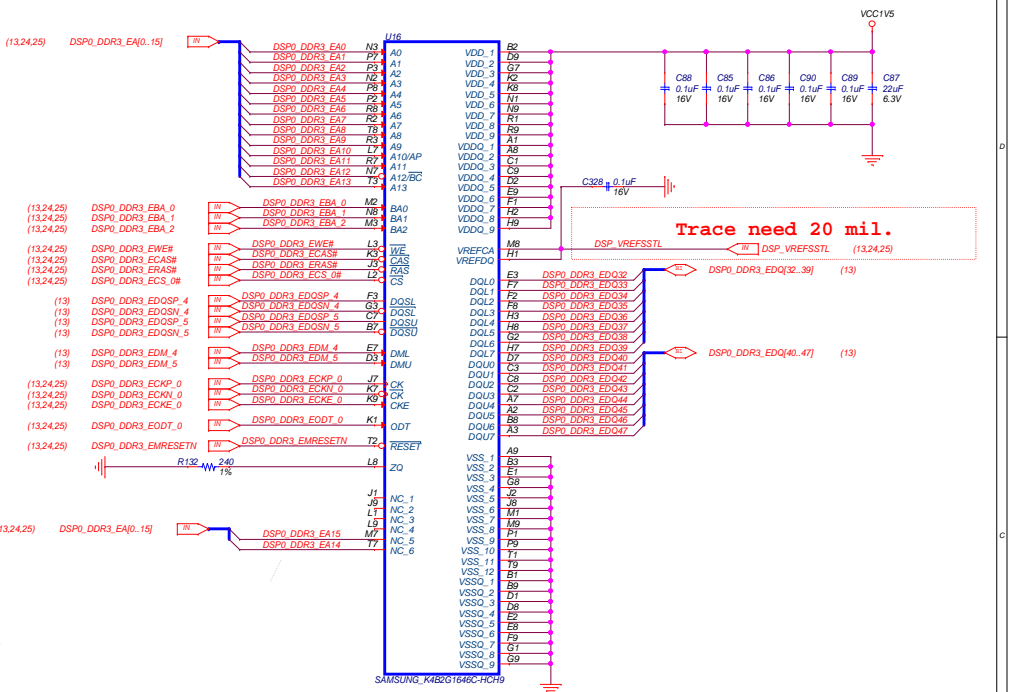 VCC1V5
U16
(13,24,25) DSP0_DDR3_EA[0..15] IN
DSP0_DDR3_EA0 N3 A0 VDD_1 B2
DSP0_DDR3_EA1 P7 A1 VDD_2 D9
DSP0_DDR3_EA2 P3 A2 VDD_3 G7
DSP0_DDR3_EA3 N2 A3 VDD_4 K2
DSP0_DDR3_EA4 P8 A4 VDD_5 K8
DSP0_DDR3_EA5 P2 A5 VDD_6 N1
DSP0_DDR3_EA6 R8 A6 VDD_7 N9
DSP0_DDR3_EA7 R2 A7 VDD_8 R1
DSP0_DDR3_EA8 T8 A8 VDD_9 R9
DSP0_DDR3_EA9 R3 A9 VDDQ_1 A1
DSP0_DDR3_EA10 L7 A10/AP VDDQ_2 A8
DSP0_DDR3_EA11 R7 A11 VDDQ_3 C1
DSP0_DDR3_EA12 N7 A12/BC VDDQ_4 C9
DSP0_DDR3_EA13 T3 A13 VDDQ_5 D2
VDDQ_6 E9
VDDQ_7 F1
VDDQ_8 H2
VDDQ_9 H9
C88 C85 C86 C90 C89 C87
0.1uF 0.1uF 0.1uF 0.1uF 0.1uF 22uF
16V 16V 16V 16V 16V 6.3V
D
C328 0.1uF
16V
(13,24,25) DSP0_DDR3_EBA_0 IN DSP0_DDR3_EBA_0 M2 BA0
(13,24,25) DSP0_DDR3_EBA_1 IN DSP0_DDR3_EBA_1 N8 BA1
(13,24,25) DSP0_DDR3_EBA_2 IN DSP0_DDR3_EBA_2 M3 BA2
Trace need 20 mil.
(13,24,25) DSP0_DDR3_EWE# IN DSP0_DDR3_EWE# L3 WE
(13,24,25) DSP0_DDR3_ECAS# IN DSP0_DDR3_ECAS# K3 CAS
(13,24,25) DSP0_DDR3_ERAS# IN DSP0_DDR3_ERAS# J3 RAS
(13,24,25) DSP0_DDR3_ECS_0# IN DSP0_DDR3_ECS_0# L2 CS
VREFCA M8 DSP_VREFSSTL IN DSP_VREFSSTL (13,24,25)
VREFDQ H1
(13) DSP0_DDR3_EDQSP_4 IN DSP0_DDR3_EDQSP_4 F3 DQSL
(13) DSP0_DDR3_EDQSN_4 IN DSP0_DDR3_EDQSN_4 G3 DQSL
(13) DSP0_DDR3_EDQSP_5 IN DSP0_DDR3_EDQSP_5 C7 DQSU
(13) DSP0_DDR3_EDQSN_5 IN DSP0_DDR3_EDQSN_5 B7 DQSU
DQL0 E3 DSP0_DDR3_EDQ32 BI DSP0_DDR3_EDQ[32..39] (13)
DQL1 F7 DSP0_DDR3_EDQ33
DQL2 F2 DSP0_DDR3_EDQ34
DQL3 F8 DSP0_DDR3_EDQ35
DQL4 H3 DSP0_DDR3_EDQ36
DQL5 H8 DSP0_DDR3_EDQ37
DQL6 G2 DSP0_DDR3_EDQ38
DQL7 H7 DSP0_DDR3_EDQ39
DQU0 D7 DSP0_DDR3_EDQ40 BI DSP0_DDR3_EDQ[40..47] (13)
DQU1 C3 DSP0_DDR3_EDQ41
DQU2 C8 DSP0_DDR3_EDQ42
DQU3 C2 DSP0_DDR3_EDQ43
DQU4 A7 DSP0_DDR3_EDQ44
DQU5 A2 DSP0_DDR3_EDQ45
DQU6 B8 DSP0_DDR3_EDQ46
DQU7 A3 DSP0_DDR3_EDQ47
(13) DSP0_DDR3_EDM_4 IN DSP0_DDR3_EDM_4 E7 DML
(13) DSP0_DDR3_EDM_5 IN DSP0_DDR3_EDM_5 D3 DMU
(13,24,25) DSP0_DDR3_ECKP_0 IN DSP0_DDR3_ECKP_0 J7 CK
(13,24,25) DSP0_DDR3_ECKN_0 IN DSP0_DDR3_ECKN_0 K7 CK
(13,24,25) DSP0_DDR3_ECKE_0 IN DSP0_DDR3_ECKE_0 K9 CKE
(13,24,25) DSP0_DDR3_EODT_0 IN DSP0_DDR3_EODT_0 K1 ODT
(13,24,25) DSP0_DDR3_EMRESETN IN DSP0_DDR3_EMRESETN T2 RESET
R132 240 L8 ZQ
1%
J1 NC_1
J9 NC_2
L1 NC_3
L9 NC_4
13,24,25) DSP0_DDR3_EA[0..15] IN DSP0_DDR3_EA15 M7 NC_5
DSP0_DDR3_EA14 T7 NC_6
VSS_1 A9
VSS_2 B3
VSS_3 E1
VSS_4 G8
VSS_5 J2
VSS_6 J8
VSS_7 M1
VSS_8 M9
VSS_9 P1
VSS_10 P9
VSS_11 T1
VSS_12 T9
VSSQ_1 B1
VSSQ_2 B9
VSSQ_3 D1
VSSQ_4 D8
VSSQ_5 E2
VSSQ_6 E8
VSSQ_7 F9
VSSQ_8 G1
VSSQ_9 G9
C
SAMSUNG_K4B2G1646C-HCH9